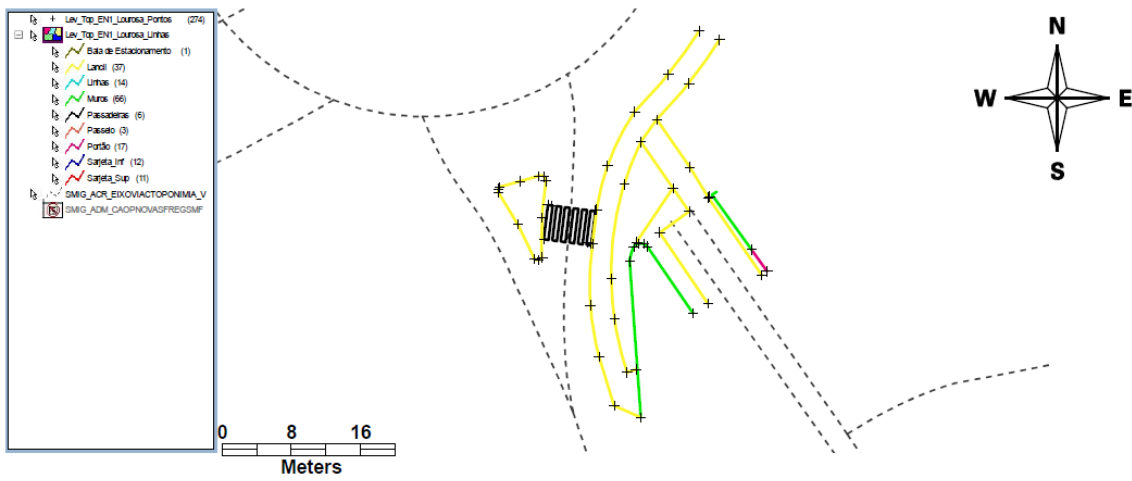 Lev_Top_EN1_Lourosa_Pontos (274)
Lev_Top_EN1_Lourosa_Linhas
Baia de Estacionamento (1)
Lancil (37)
Linhas (14)
Muros (66)
Passadeiras (6)
Passeio (3)
Portão (17)
Sarjeta_Inf (12)
Sarjeta_Sup (11)
SMIG_ACR_EIXOVIACTOPONIMIA_V
SMIG_ADM_CAOPNOVASFREGSMF
N
W E
S
0 8 16
Meters